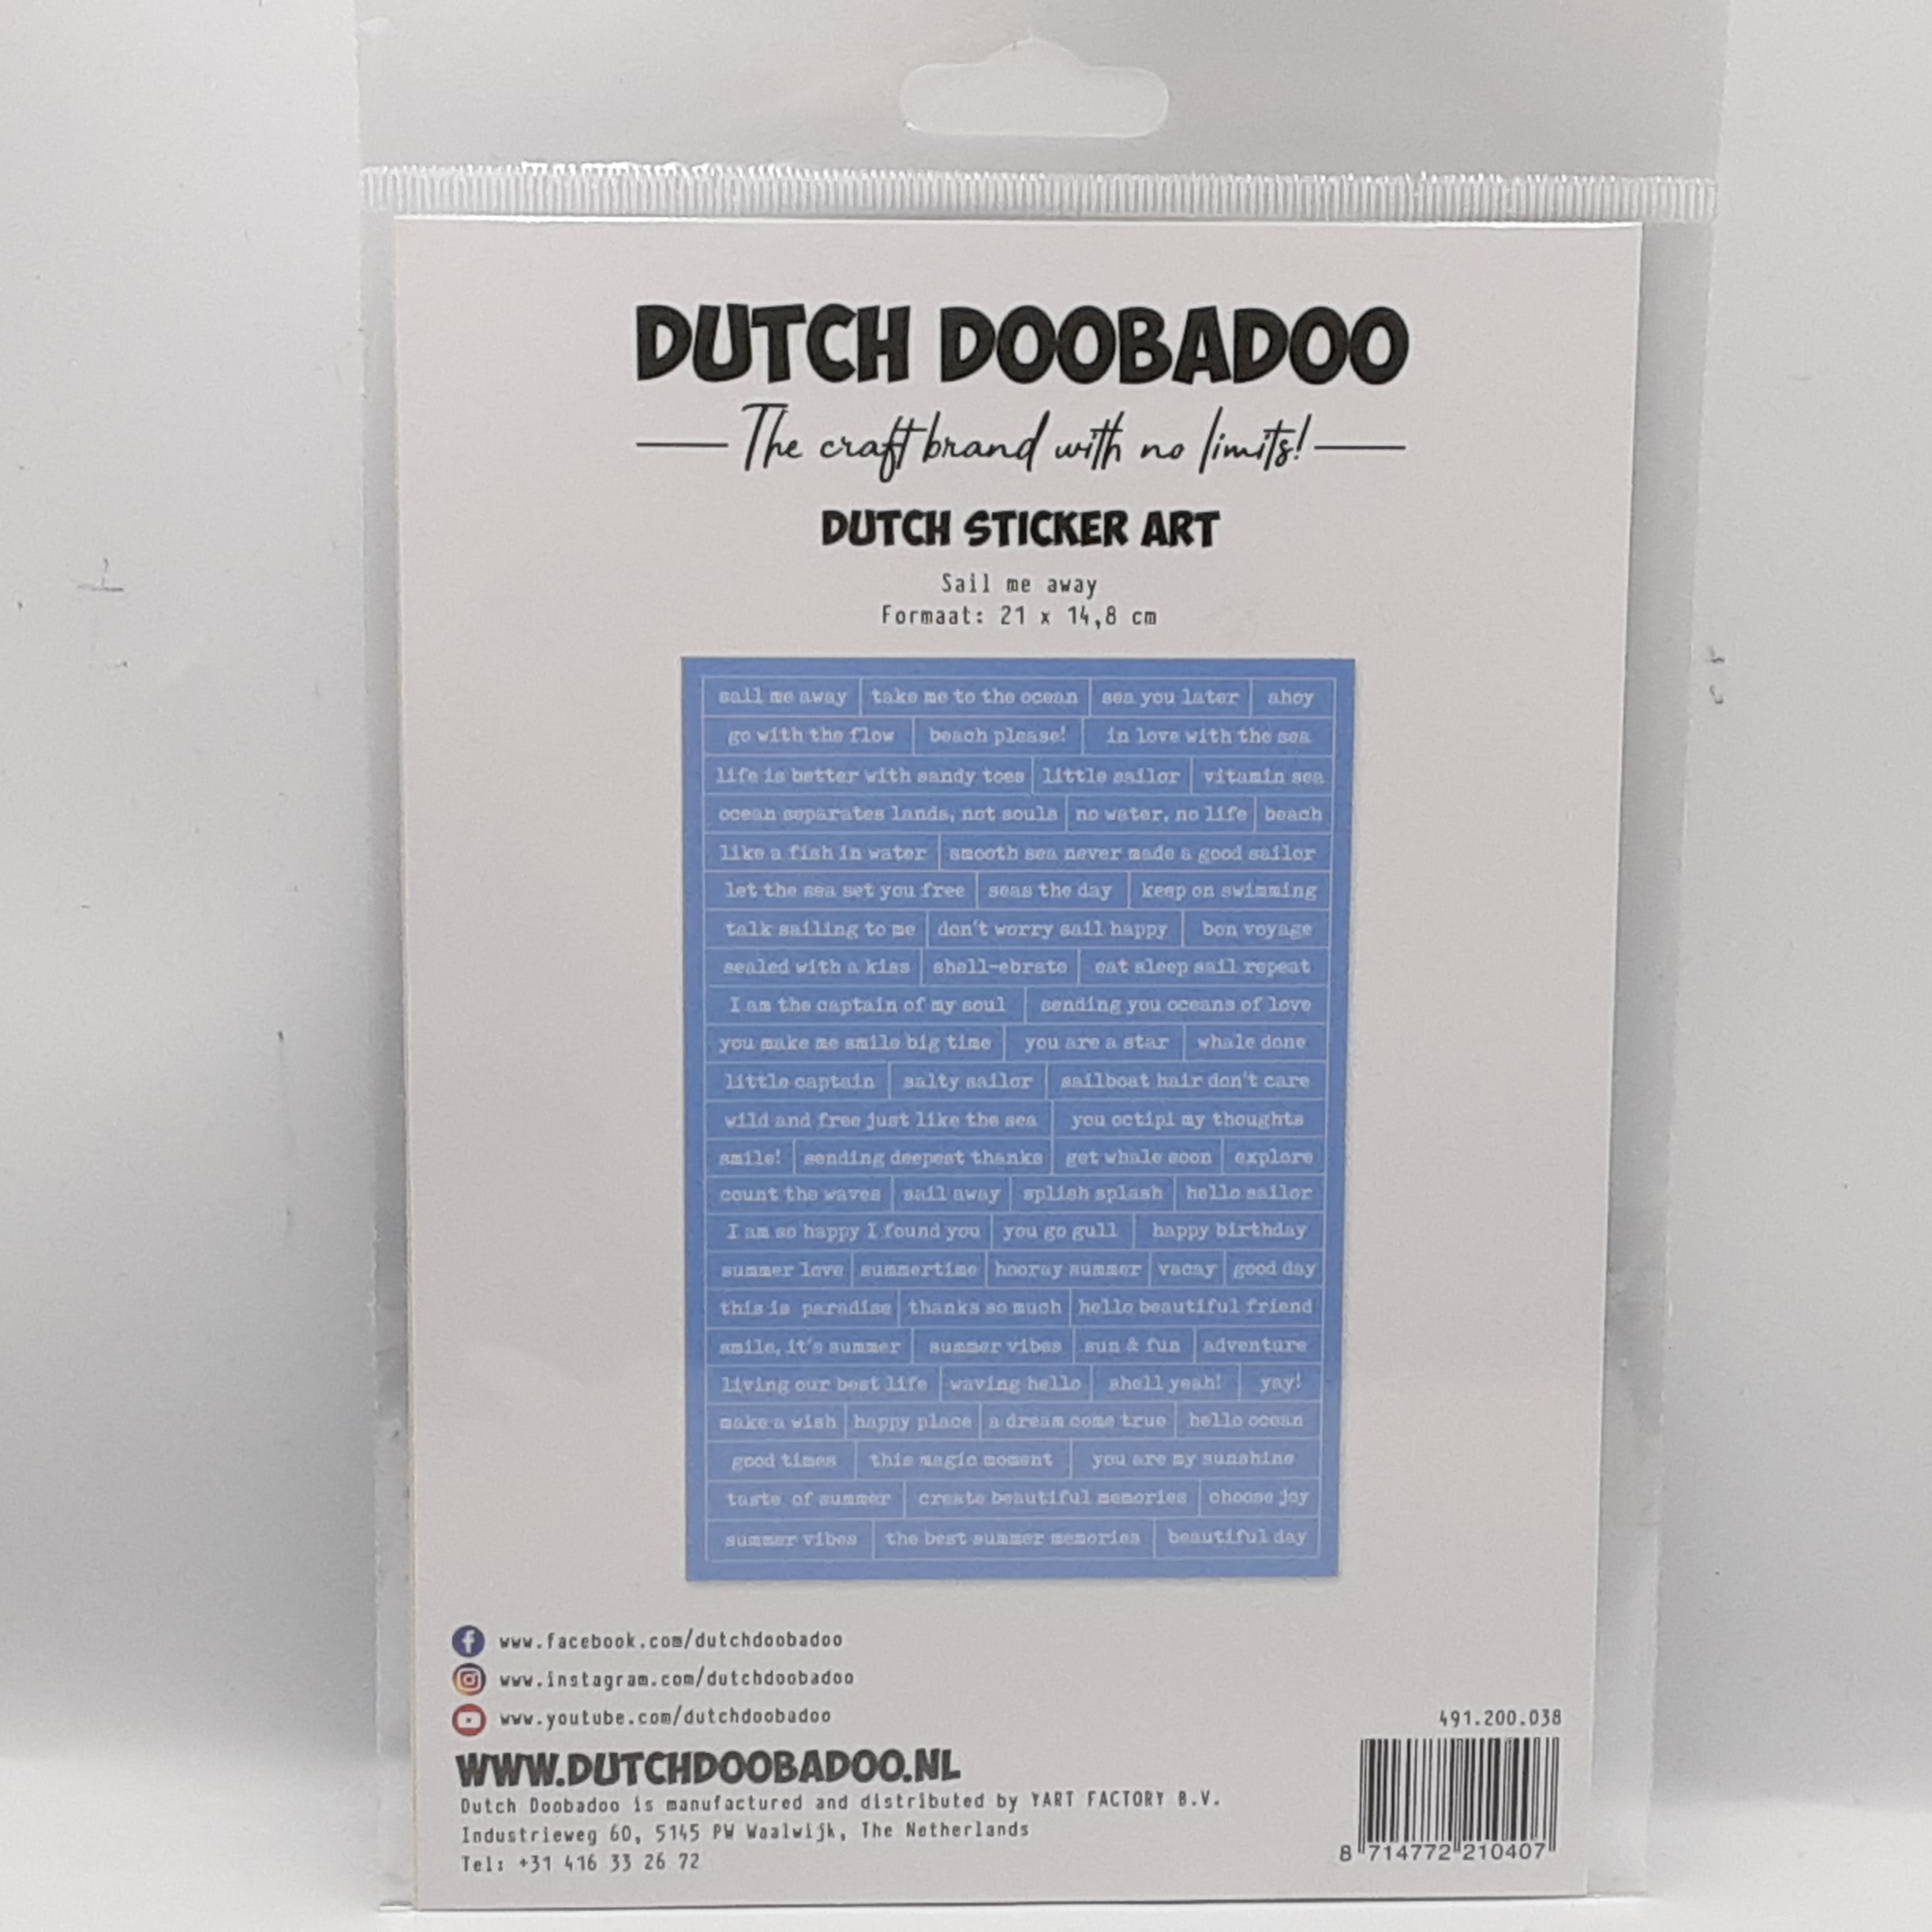 DUTCH DOOBADOO
The craft brand with no limits!
DUTCH STICKER ART
Sail me away
Formaat: 21 x 14,8 cm
sail me away take me to the ocean sea you later ahoy
go with the flow beach please! in love with the sea
life is better with sandy toes little sailor vitamin sea
ocean separates lands, not souls no water, no life beach
like a fish in water smooth sea never made a good sailor
let the sea set you free seas the day keep on swimming
talk sailing to me don't worry sail happy bon voyage
sealed with a kiss shell-ebrate eat sleep sail repeat
I am the captain of my soul sending you oceans of love
you make me smile big time you are a star whale done
little captain salty sailor sailboat hair don't care
wild and free just like the sea you octipi my thoughts
smile! sending deepest thanks get whale soon explore
count the waves sail away splish splash hello sailor
I am so happy I found you you go gull happy birthday
summer love summertime hooray summer vacay good day
this is paradise thanks so much hello beautiful friend
smile, it's summer summer vibes sun & fun adventure
living our best life waving hello shell yeah! yay!
make a wish happy place a dream come true hello ocean
good times this magic moment you are my sunshine
taste of summer create beautiful memories choose joy
summer vibes the best summer memories beautiful day
www.facebook.com/dutchdoobadoo
www.instagram.com/dutchdoobadoo
www.youtube.com/dutchdoobadoo
WWW.DUTCHDOOBADOO.NL
Dutch Doobadoo is manufactured and distributed by YART FACTORY B.V.
Industrieweg 60, 5145 PW Waalwijk, The Netherlands
Tel: +31 416 33 26 72
491.200.038
8 714772 210407